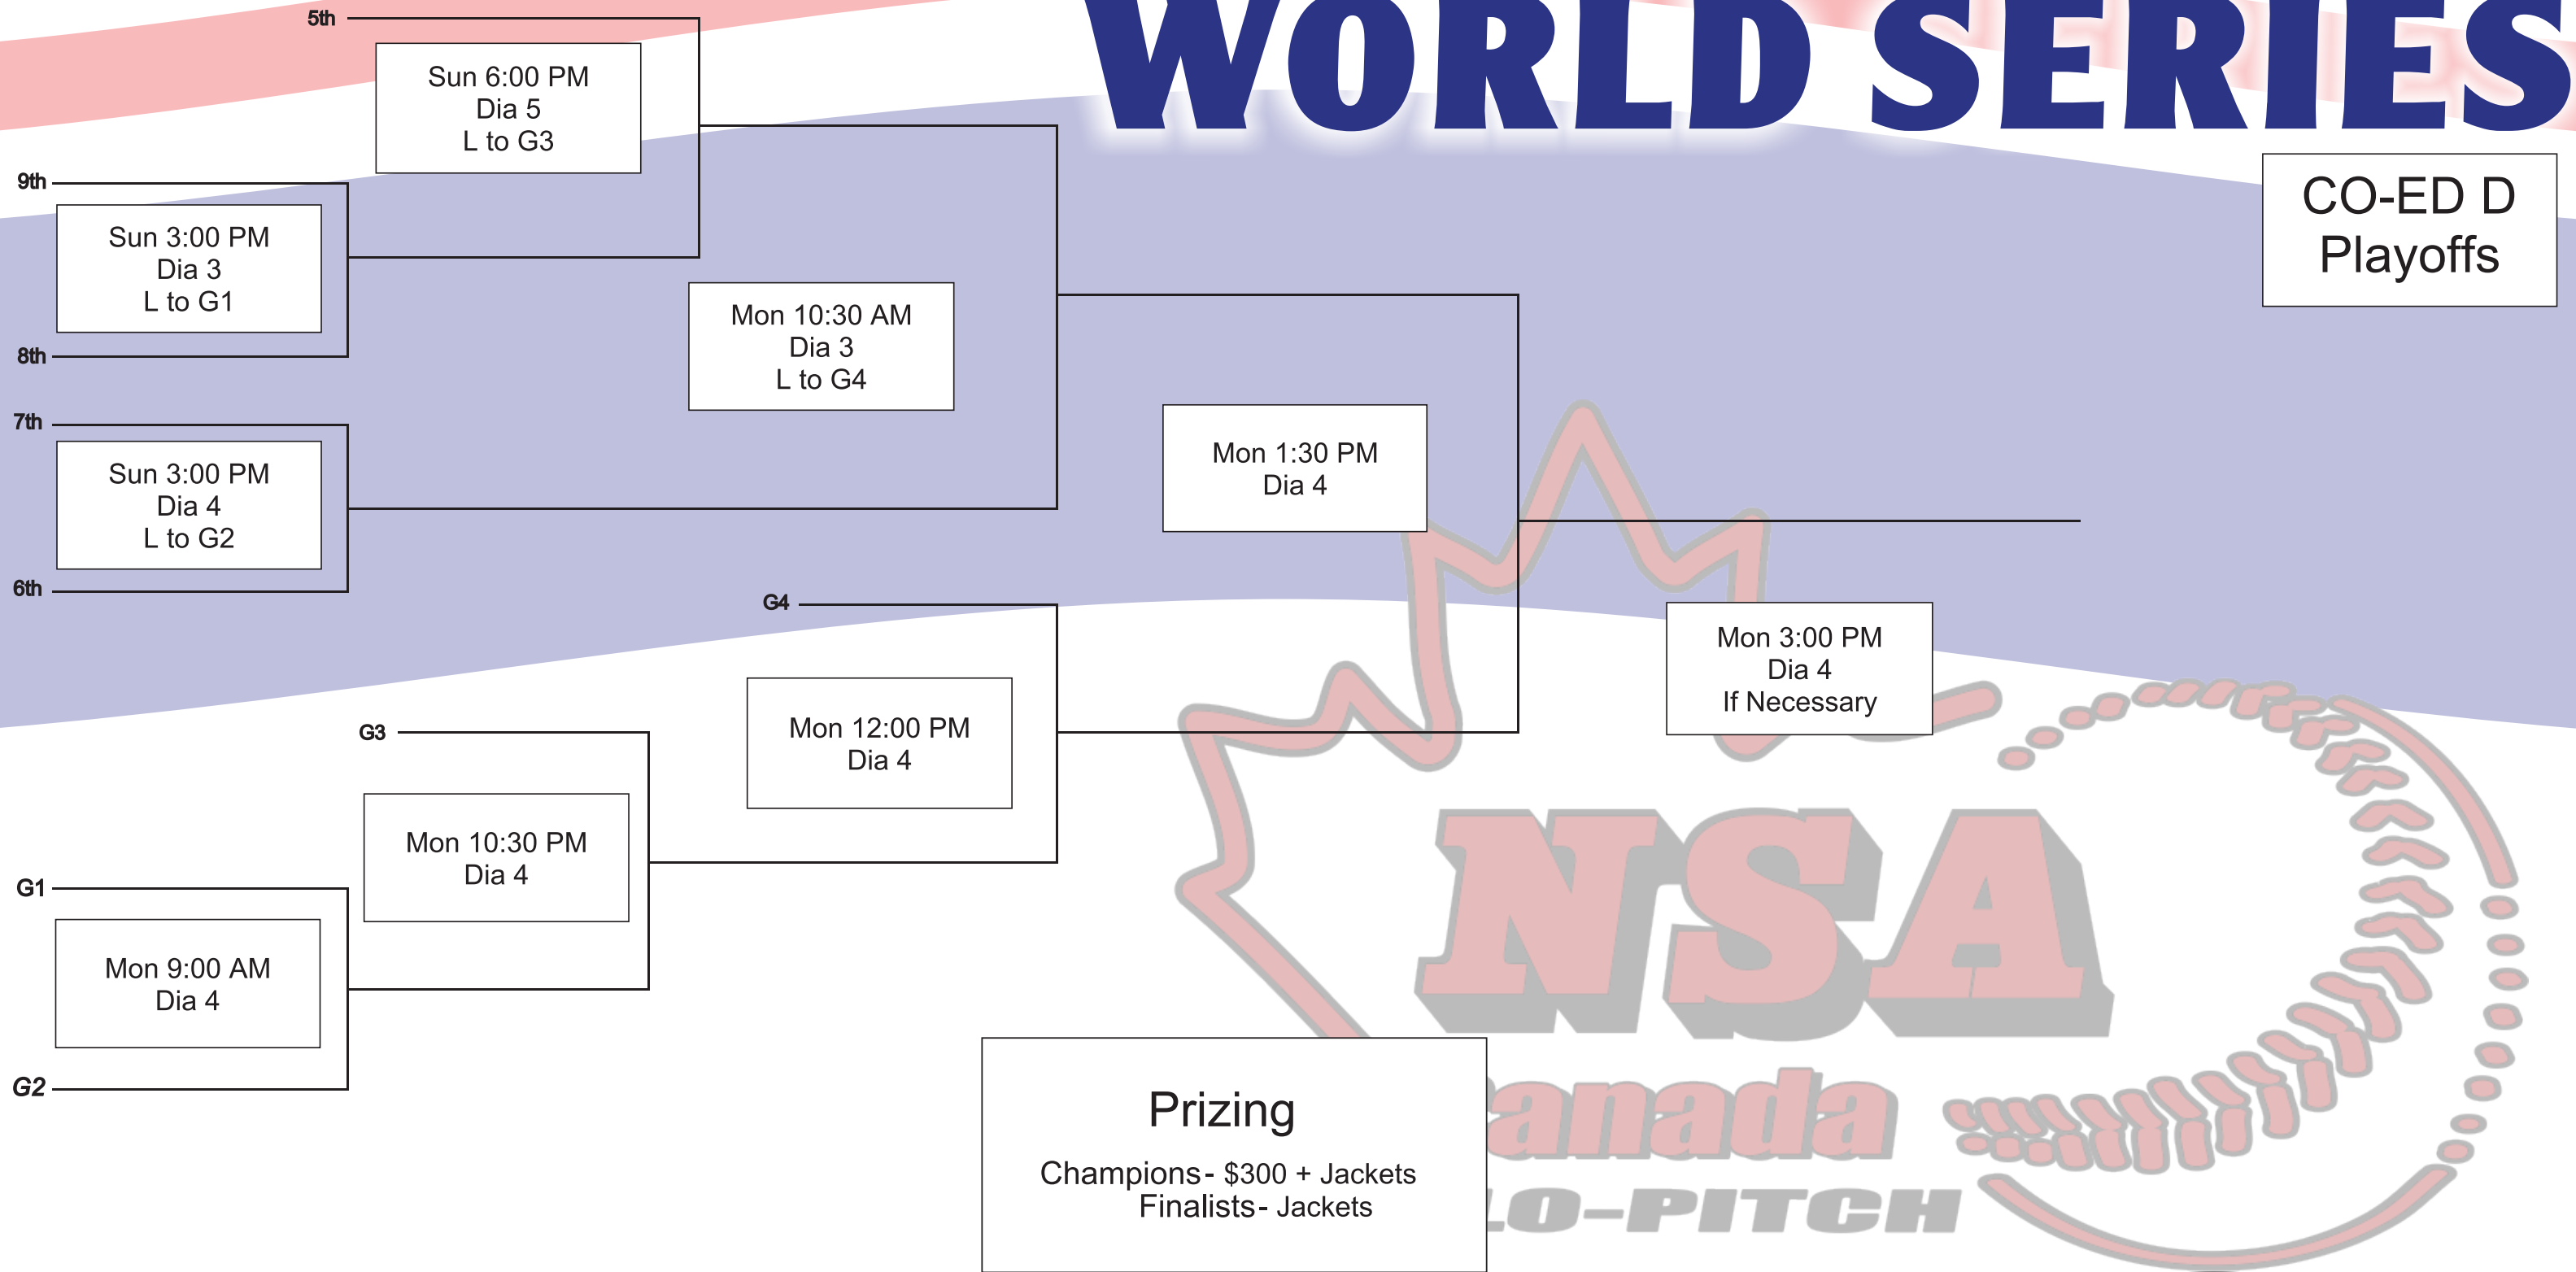 WORLD SERIES
CO-ED D
Playoffs
5th
Sun 6:00 PM
Dia 5
L to G3
9th
Sun 3:00 PM
Dia 3
L to G1
8th
Mon 10:30 AM
Dia 3
L to G4
7th
Sun 3:00 PM
Dia 4
L to G2
6th
Mon 1:30 PM
Dia 4
G4
Mon 12:00 PM
Dia 4
Mon 3:00 PM
Dia 4
If Necessary
G3
Mon 10:30 PM
Dia 4
G1
Mon 9:00 AM
Dia 4
G2
Prizing
Champions- $300 + Jackets
Finalists- Jackets
NSA
anada
LO-PITCH